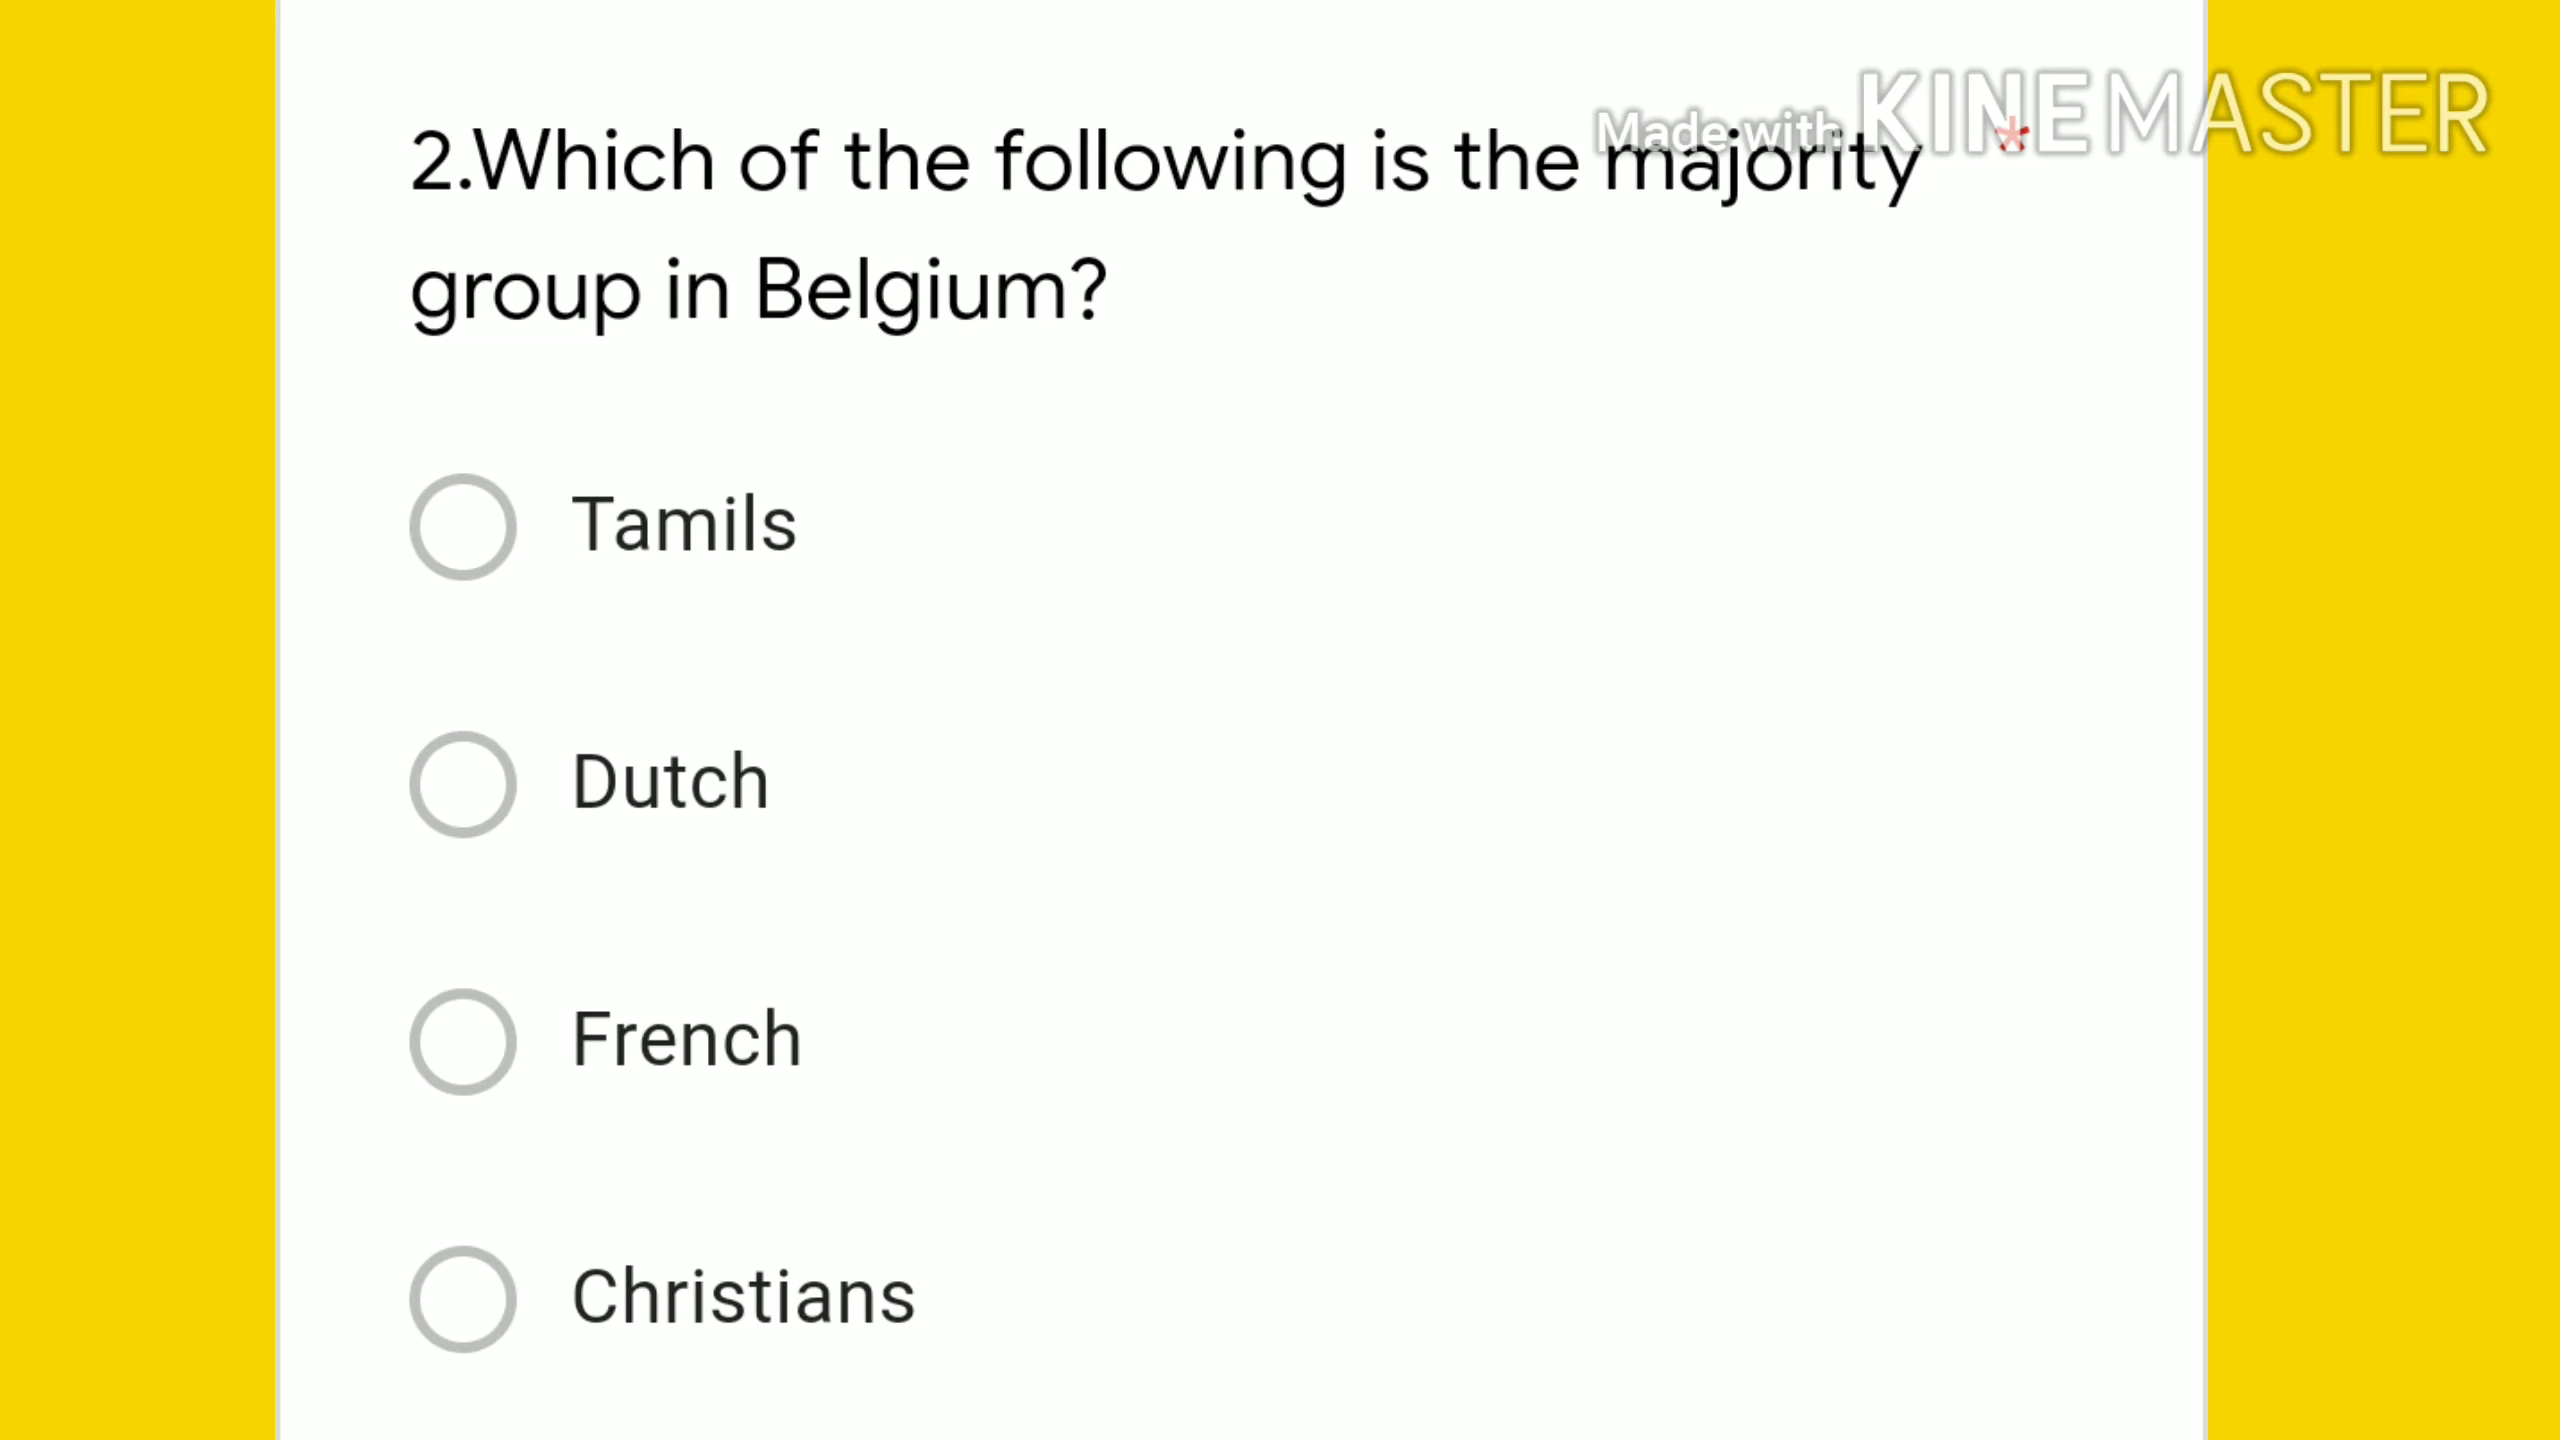 Made with KINEMASTER
2.Which of the following is the majority *
group in Belgium?
Tamils
Dutch
French
Christians